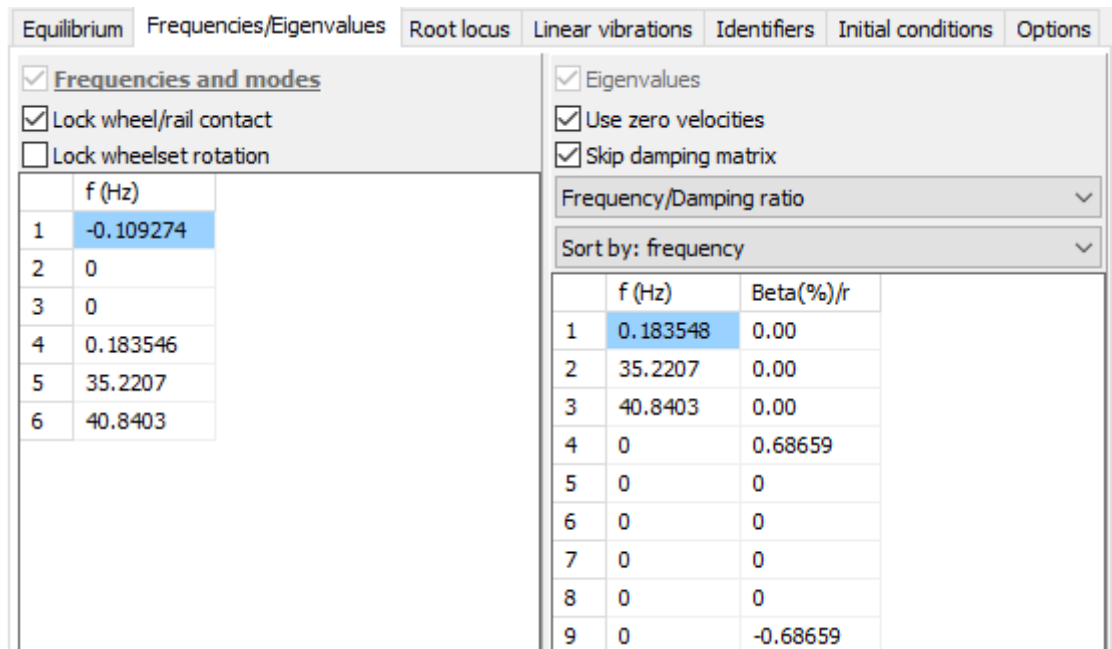 Equilibrium Frequencies/Eigenvalues Root locus Linear vibrations Identifiers Initial conditions Options
Frequencies and modes
Lock wheel/rail contact
Lock wheelset rotation
f (Hz)
1 -0.109274
2 0
3 0
4 0.183546
5 35.2207
6 40.8403
Eigenvalues
Use zero velocities
Skip damping matrix
Frequency/Damping ratio
Sort by: frequency
f (Hz) Beta(%)/r
1 0.183548 0.00
2 35.2207 0.00
3 40.8403 0.00
4 0 0.68659
5 0 0
6 0 0
7 0 0
8 0 0
9 0 -0.68659